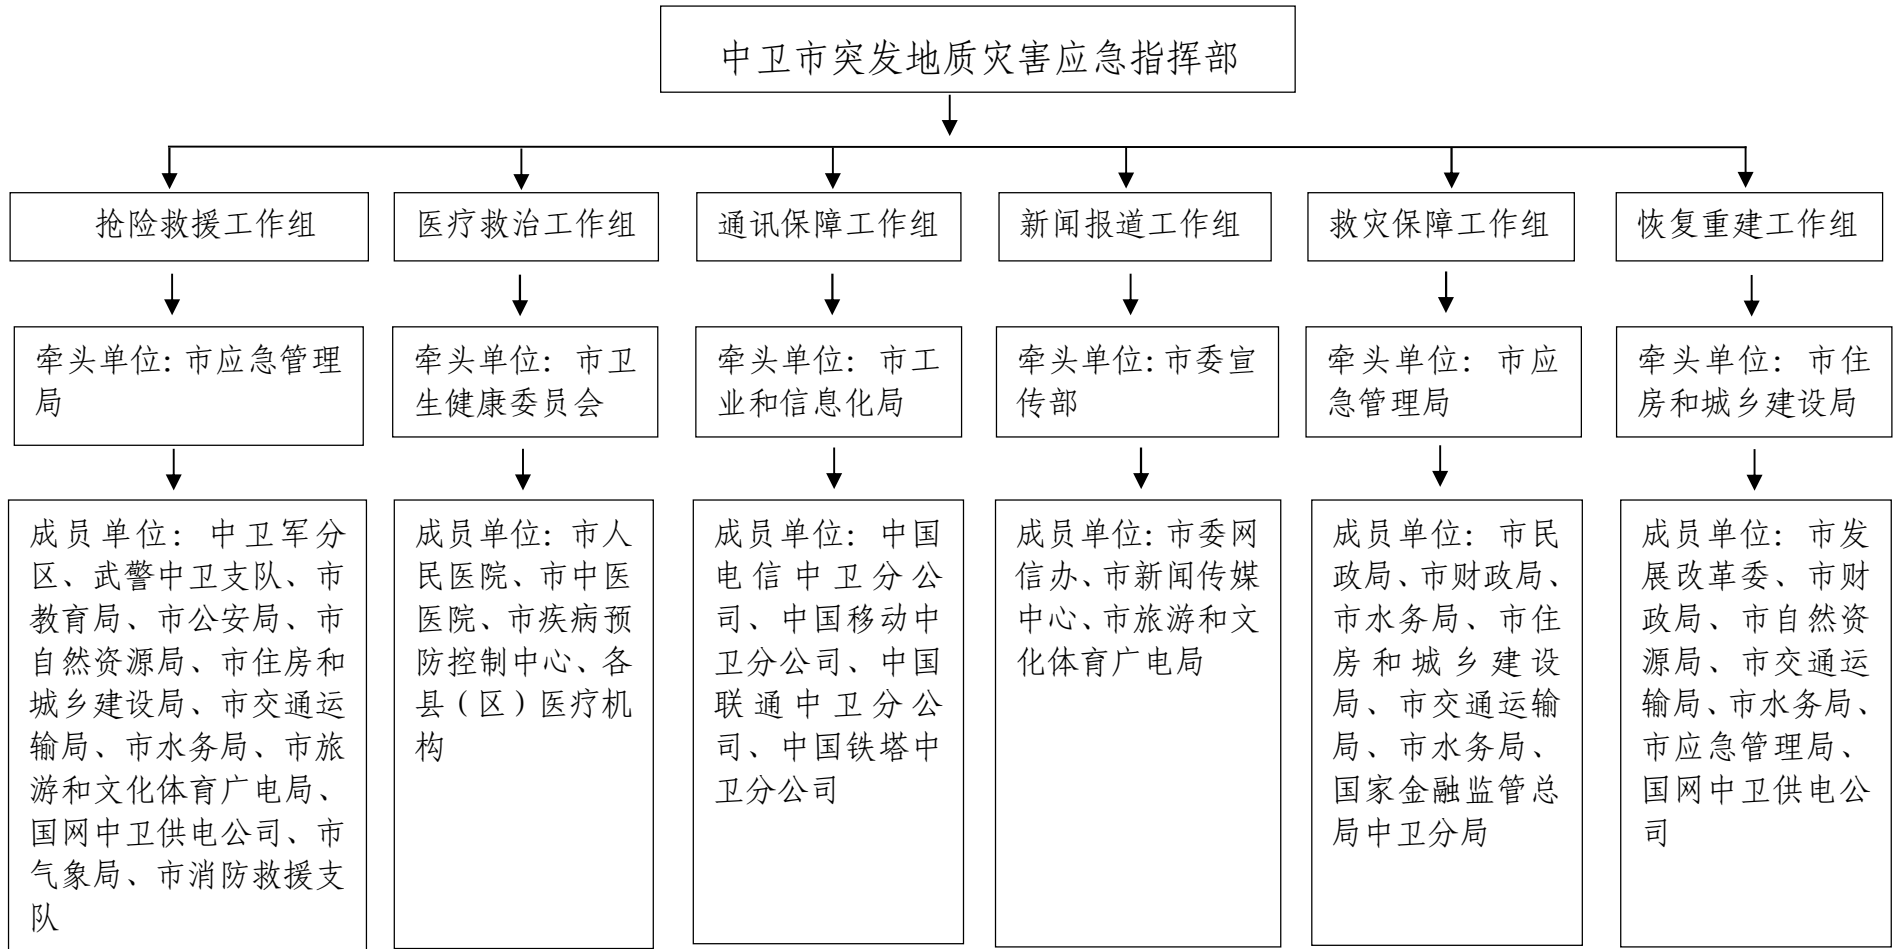 中卫市突发地质灾害应急指挥部
抢险救援工作组
医疗救治工作组
通讯保障工作组
新闻报道工作组
救灾保障工作组
恢复重建工作组
牵头单位：市应急管理
局
牵头单位：市卫
生健康委员会
牵头单位：市工
业和信息化局
牵头单位：市委宣
传部
牵头单位：市应
急管理局
牵头单位：市住
房和城乡建设局
成员单位：中卫军分
区、武警中卫支队、市
教育局、市公安局、市
自然资源局、市住房和
城乡建设局、市交通运
输局、市水务局、市旅
游和文化体育广电局、
国网中卫供电公司、市
气象局、市消防救援支
队
成员单位：市人
民医院、市中医
医院、市疾病预
防控制中心、各
县（区）医疗机
构
成员单位：中国
电信中卫分公
司、中国移动中
卫分公司、中国
联通中卫分公
司、中国铁塔中
卫分公司
成员单位：市委网
信办、市新闻传媒
中心、市旅游和文
化体育广电局
成员单位：市民
政局、市财政局、
市水务局、市住
房和城乡建设
局、市交通运输
局、市水务局、
国家金融监管总
局中卫分局
成员单位：市发
展改革委、市财
政局、市自然资
源局、市交通运
输局、市水务局、
市应急管理局、
国网中卫供电公
司